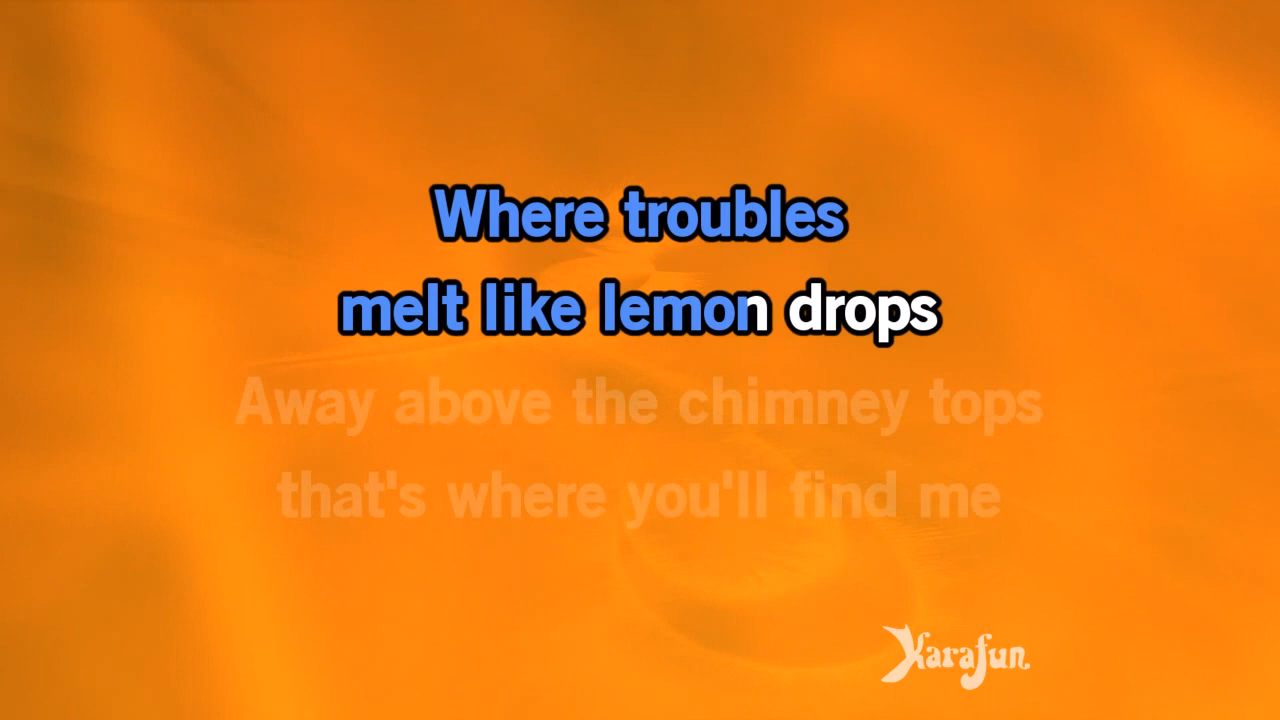 Where troubles
melt like lemon drops
Away above the chimney tops
that's where you'll find me
Karafun